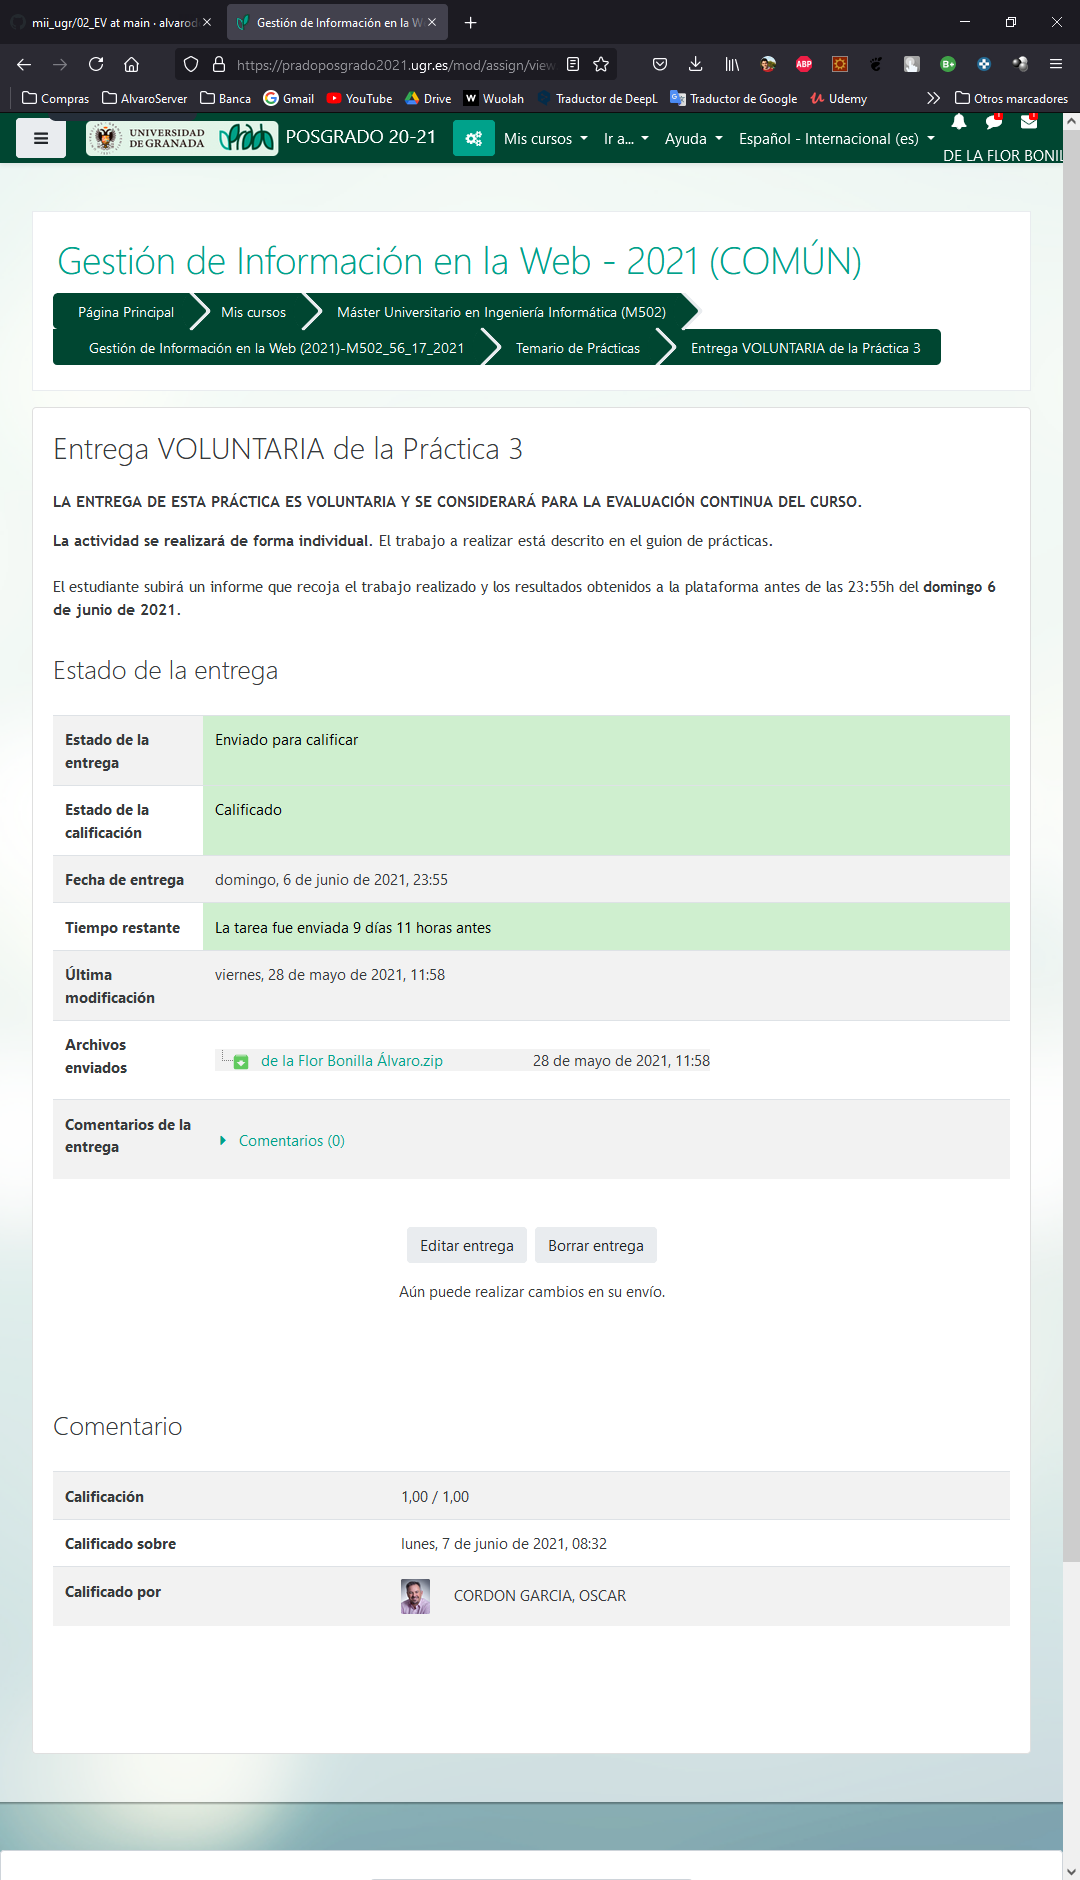 mii_ugr/02_EV at main · alvarod
Gestión de Información en la W
https://pradoposgrado2021.ugr.es/mod/assign/view
ABP
B+
Compras
AlvaroServer
Banca
Gmail
YouTube
Drive
Wuolah
Traductor de DeepL
Traductor de Google
Udemy
Otros marcadores
UNIVERSIDAD
DE GRANADA
POSGRADO 20-21
Mis cursos
Ir a...
Ayuda
Español - Internacional (es)
DE LA FLOR BONIL
Gestión de Información en la Web - 2021 (COMÚN)
Página Principal
Mis cursos
Máster Universitario en Ingeniería Informática (M502)
Gestión de Información en la Web (2021)-M502_56_17_2021
Temario de Prácticas
Entrega VOLUNTARIA de la Práctica 3
Entrega VOLUNTARIA de la Práctica 3
LA ENTREGA DE ESTA PRÁCTICA ES VOLUNTARIA Y SE CONSIDERARÁ PARA LA EVALUACIÓN CONTINUA DEL CURSO.
La actividad se realizará de forma individual. El trabajo a realizar está descrito en el guion de prácticas.
El estudiante subirá un informe que recoja el trabajo realizado y los resultados obtenidos a la plataforma antes de las 23:55h del domingo 6
de junio de 2021.
Estado de la entrega
Estado de la
entrega
Enviado para calificar
Estado de la
calificación
Calificado
Fecha de entrega
domingo, 6 de junio de 2021, 23:55
Tiempo restante
La tarea fue enviada 9 días 11 horas antes
Última
modificación
viernes, 28 de mayo de 2021, 11:58
Archivos
enviados
de la Flor Bonilla Álvaro.zip
28 de mayo de 2021, 11:58
Comentarios de la
entrega
Comentarios (0)
Editar entrega
Borrar entrega
Aún puede realizar cambios en su envío.
Comentario
Calificación
1,00 / 1,00
Calificado sobre
lunes, 7 de junio de 2021, 08:32
Calificado por
CORDON GARCIA, OSCAR